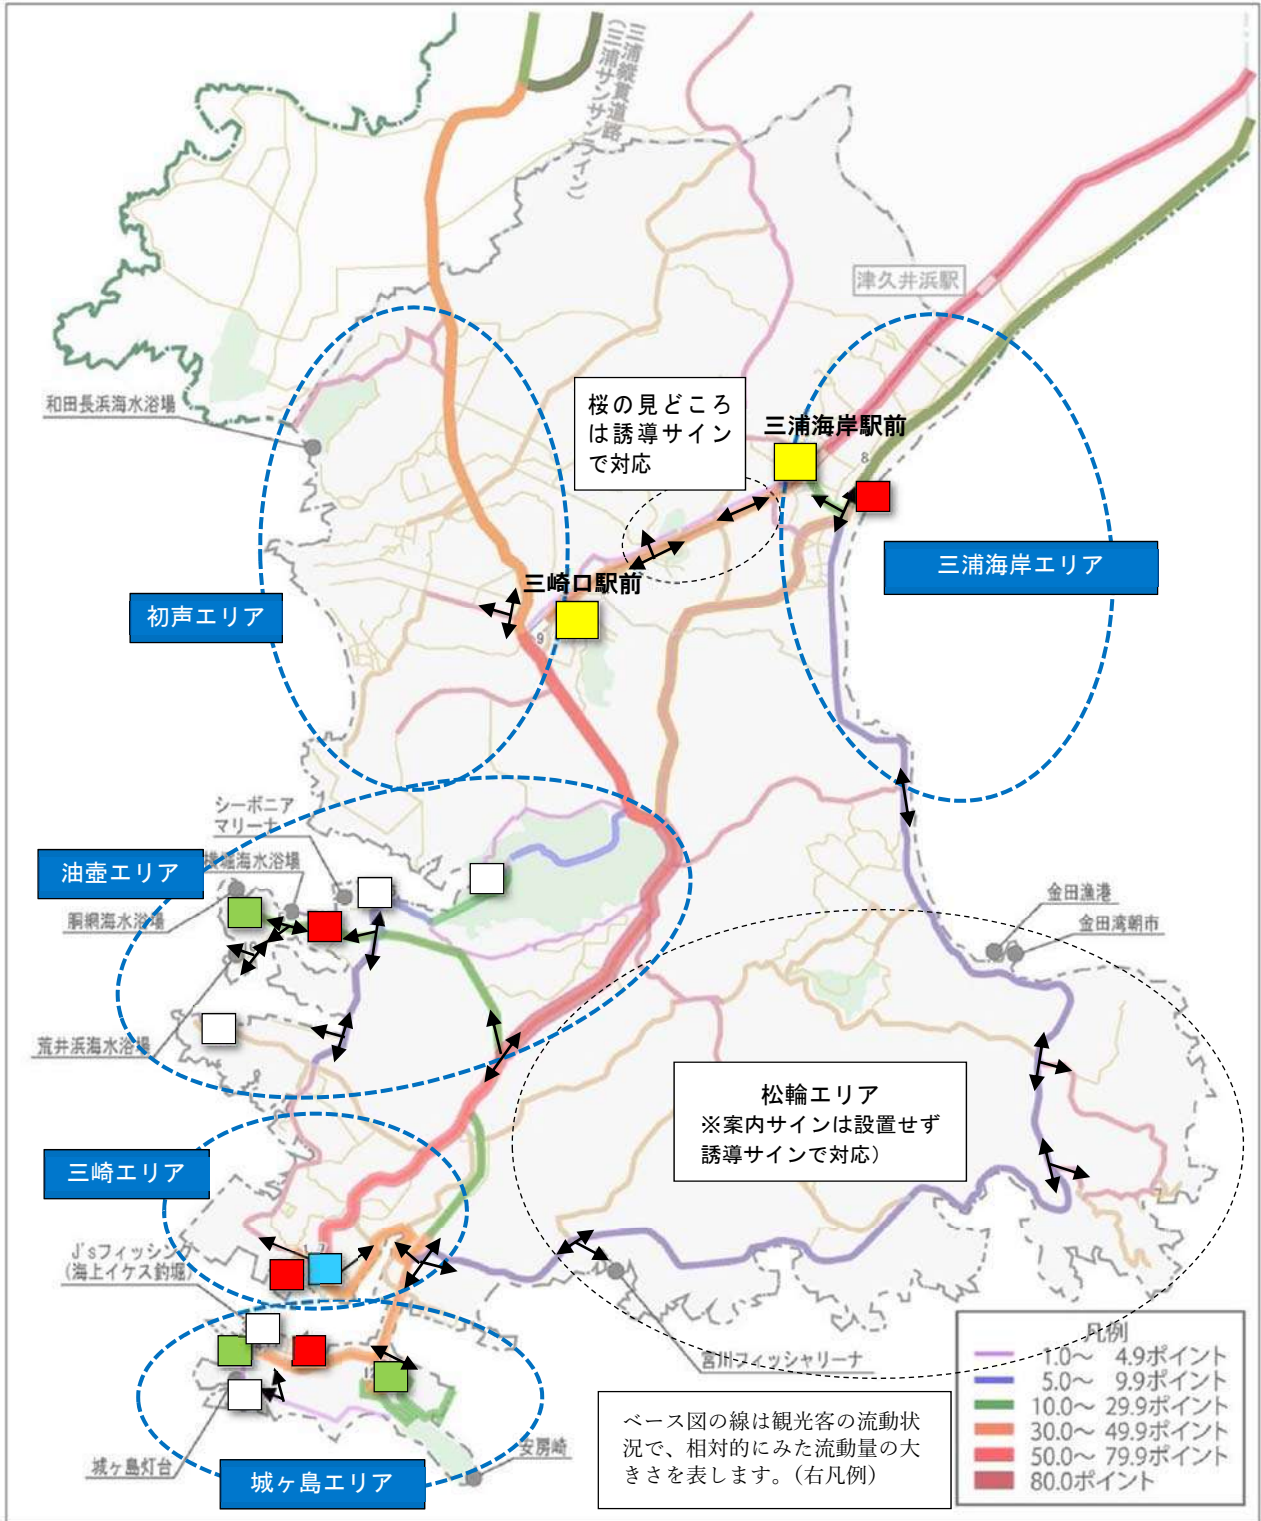 三浦縦貫道路
(三浦サンサンライン)
津久井浜駅
和田長浜海水浴場
桜の見どころ
は誘導サイン
で対応
三浦海岸駅前
8
三浦海岸エリア
三崎口駅前
9
初声エリア
シーボニア
マリーナ
横堀海水浴場
油壺エリア
胴網海水浴場
荒井浜海水浴場
金田漁港
金田湾朝市
松輪エリア
※案内サインは設置せず
誘導サインで対応）
三崎エリア
7
J'sフィッシング
(海上イケス釣堀)
宮川フィッシャリーナ
城ヶ島灯台
城ヶ島エリア
安房崎
ベース図の線は観光客の流動状
況で、相対的にみた流動量の大
きさを表します。（右凡例）
凡例
1.0～ 4.9ポイント
5.0～ 9.9ポイント
10.0～ 29.9ポイント
30.0～ 49.9ポイント
50.0～ 79.9ポイント
80.0ポイント